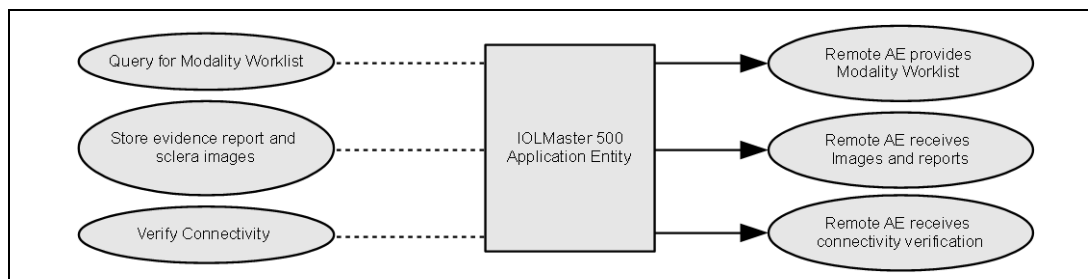 Query for Modality Worklist
Store evidence report and
sclera images
Verify Connectivity
IOLMaster 500
Application Entity
Remote AE provides
Modality Worklist
Remote AE receives
Images and reports
Remote AE receives
connectivity verification